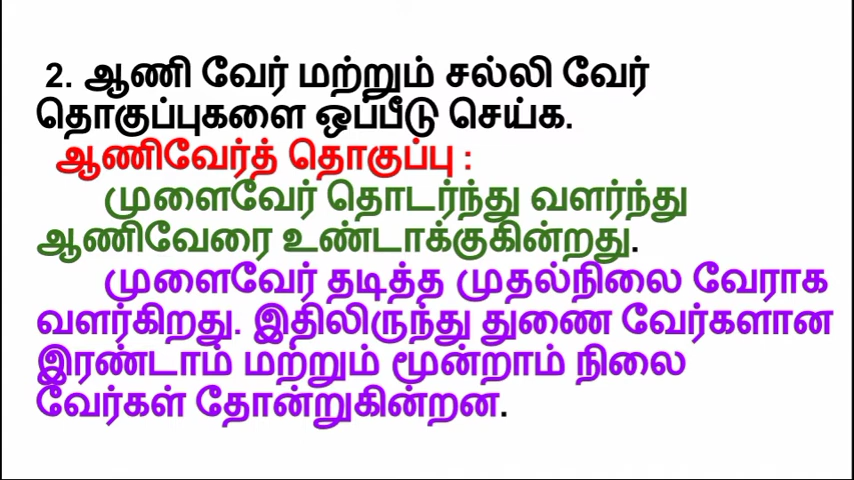 2. ஆணி வேர் மற்றும் சல்லி வேர்
தொகுப்புகளை ஒப்பீடு செய்க.
ஆணிவேர்த் தொகுப்பு :
முளைவேர் தொடர்ந்து வளர்ந்து
ஆணிவேரை உண்டாக்குகின்றது.
முளைவேர் தடித்த முதல்நிலை வேராக
வளர்கிறது. இதிலிருந்து துணை வேர்களான
இரண்டாம் மற்றும் மூன்றாம் நிலை
வேர்கள் தோன்றுகின்றன.